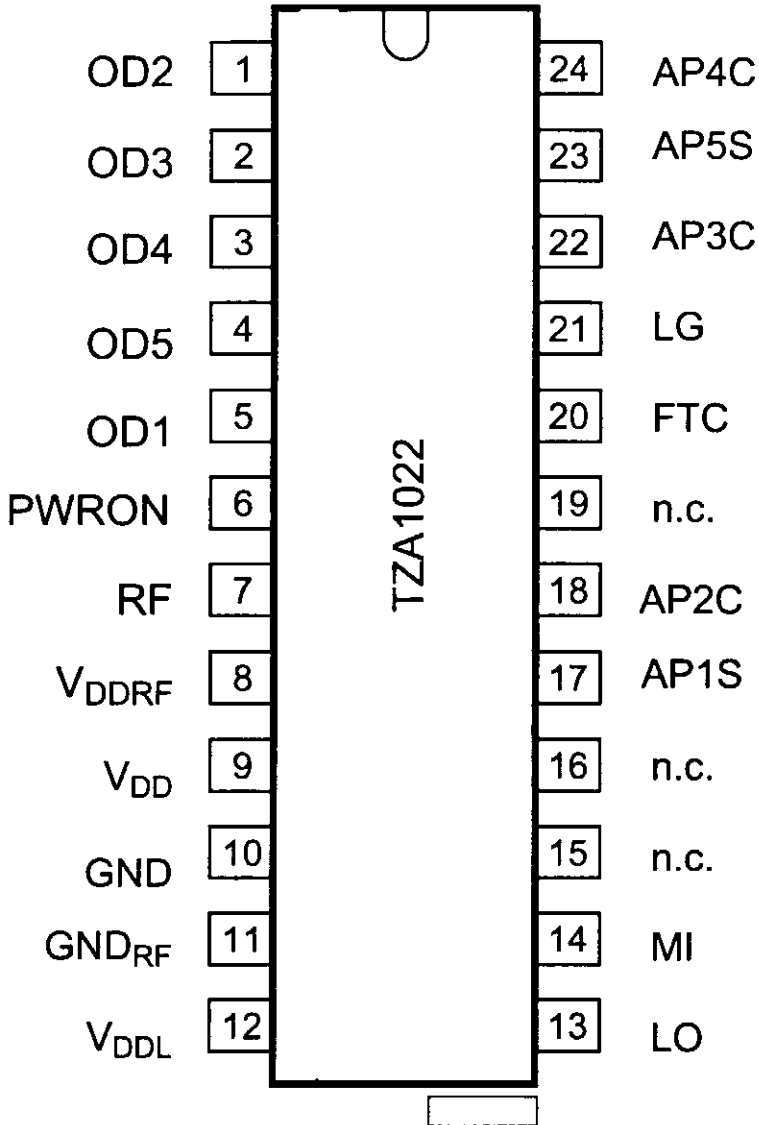 OD2 1 24 AP4C
OD3 2 23 AP5S
OD4 3 22 AP3C
OD5 4 21 LG
OD1 5 20 FTC
PWRON 6 19 n.c.
RF 7 18 AP2C
VDDRF 8 17 AP1S
VDD 9 16 n.c.
GND 10 15 n.c.
GNDRF 11 14 MI
VDDL 12 13 LO
TZA1022